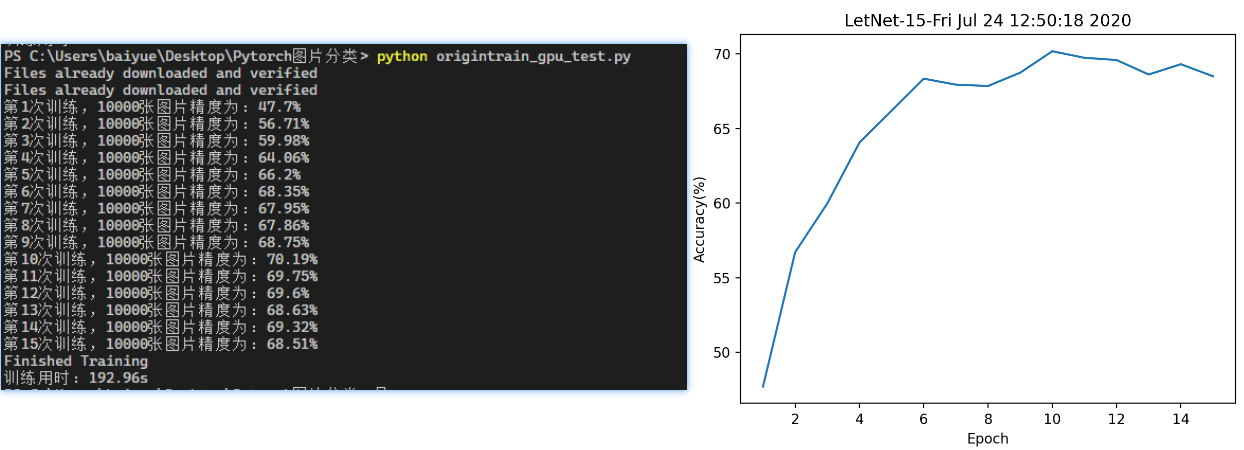 PS C:\Users\baiyue\Desktop\Pytorch图片分类> python origintrain_gpu_test.py
Files already downloaded and verified
Files already downloaded and verified
第1次训练，10000张图片精度为：47.7%
第2次训练，10000张图片精度为：56.71%
第3次训练，10000张图片精度为：59.98%
第4次训练，10000张图片精度为：64.06%
第5次训练，10000张图片精度为：66.2%
第6次训练，10000张图片精度为：68.35%
第7次训练，10000张图片精度为：67.95%
第8次训练，10000张图片精度为：67.86%
第9次训练，10000张图片精度为：68.75%
第10次训练，10000张图片精度为：70.19%
第11次训练，10000张图片精度为：69.75%
第12次训练，10000张图片精度为：69.6%
第13次训练，10000张图片精度为：68.63%
第14次训练，10000张图片精度为：69.32%
第15次训练，10000张图片精度为：68.51%
Finished Training
训练用时：192.96s
LetNet-15-Fri Jul 24 12:50:18 2020
Accuracy(%)
70
65
60
55
50
2 4 6 8 10 12 14
Epoch